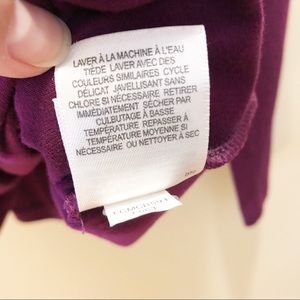 LAVER À LA MACHINE À L'EAU
TIÈDE LAVER AVEC DES
COULEURS SIMILAIRES CYCLE
DÉLICAT JAVELLISANT SANS
CHLORE SI NÉCESSAIRE RETIRER
IMMÉDIATEMENT SÉCHER PAR
CULBUTAGE À BASSE
TEMPÉRATURE REPASSER À
TEMPÉRATURE MOYENNE SI
NÉCESSAIRE OU NETTOYER À SEC